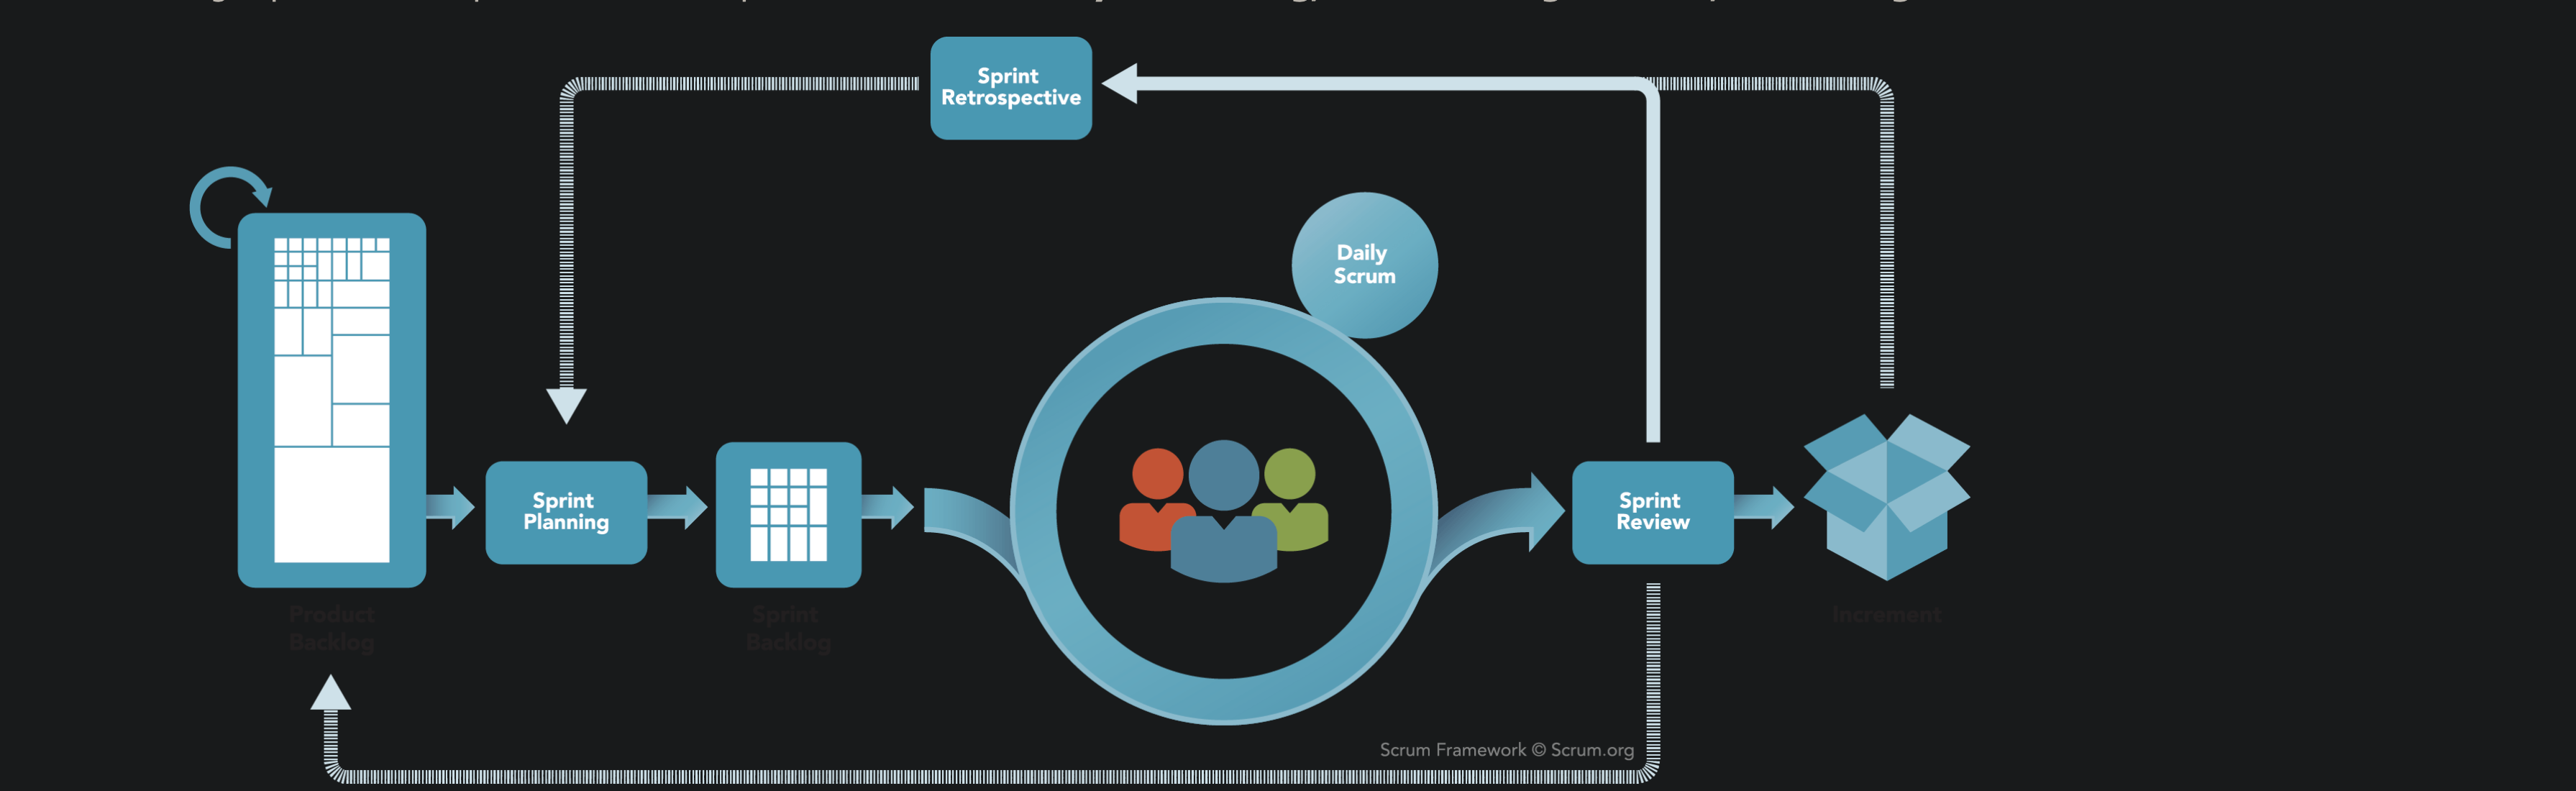 Sprint
Retrospective
Daily
Scrum
Sprint
Planning
Sprint
Review
Product
Backlog
Sprint
Backlog
Increment
Scrum Framework © Scrum.org